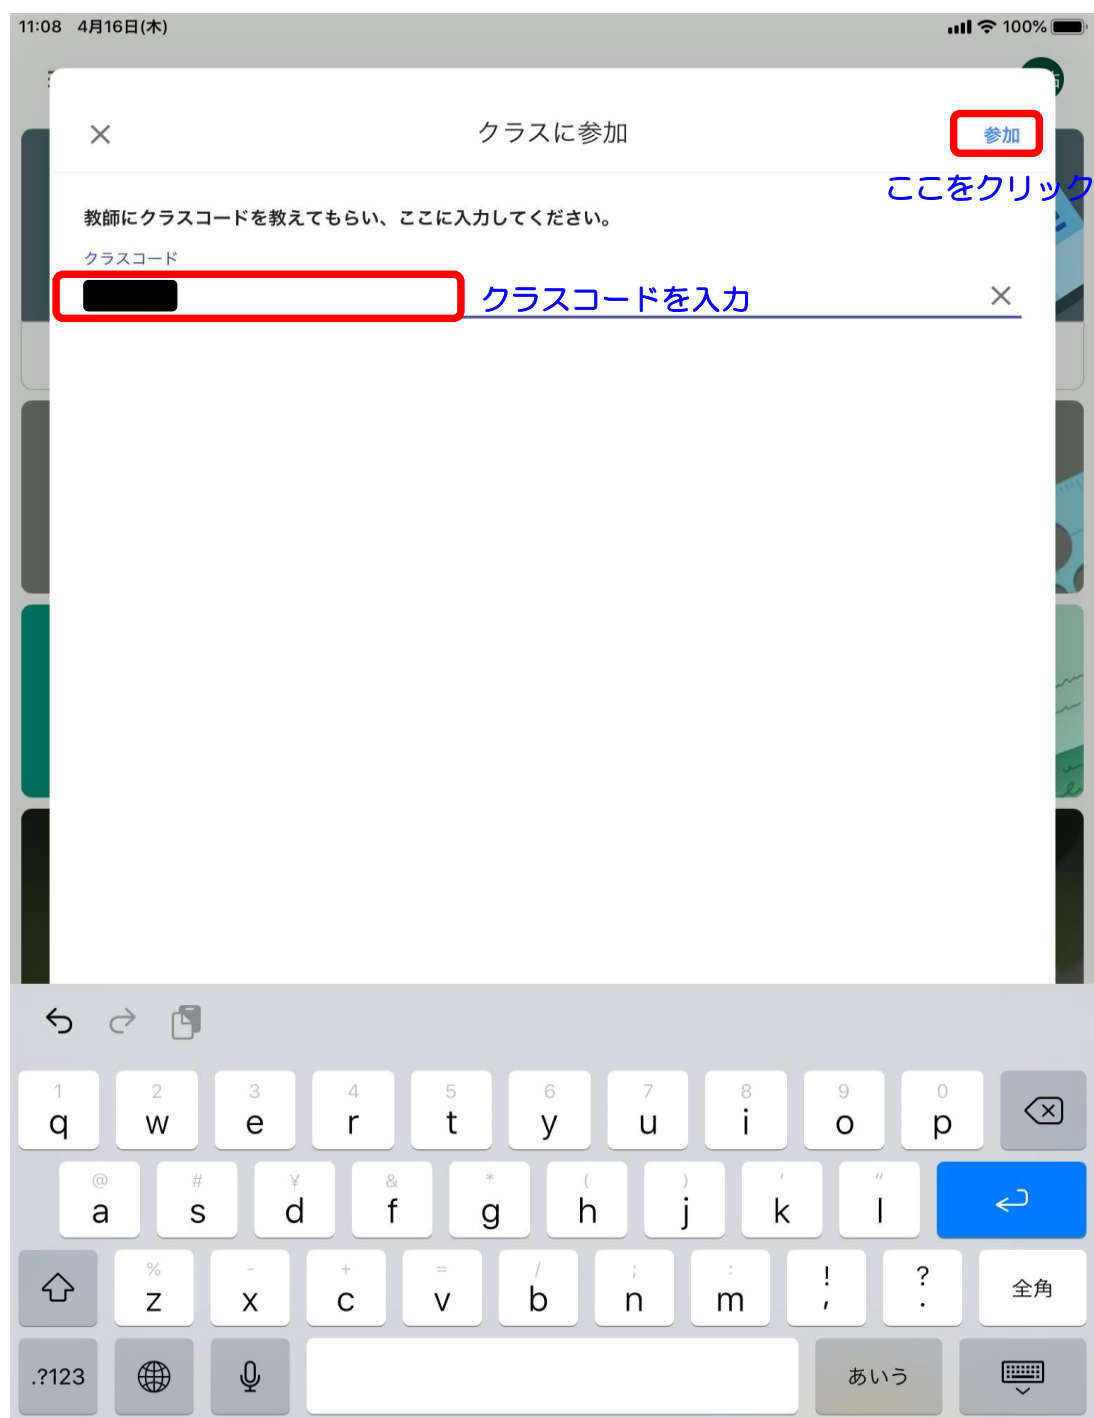 11:08 4月16日(木) 100%
クラスに参加
参加
ここをクリック
教師にクラスコードを教えてもらい、ここに入力してください。
クラスコード
クラスコードを入力
1 2 3 4 5 6 7 8 9 0
q w e r t y u i o p
@ # ¥ & * ( ) ' "
a s d f g h j k l
% - + = / ; : ! ?
z x c v b n m , . 全角
.?123 あいう